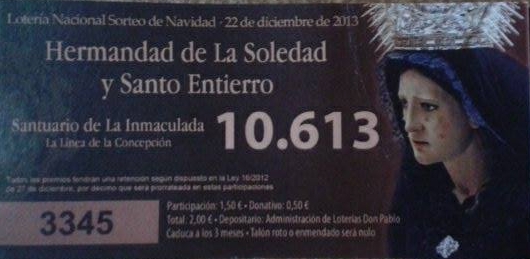 Lotería Nacional Sorteo de Navidad - 22 de diciembre de 2013
Hermandad de La Soledad
y Santo Entierro
Santuario de La Inmaculada
La Línea de la Concepción
10.613
Todos los premios tendran una retención según dispuesto en la Ley 16/2012
de 27 de diciembre, por décimo que será prorrateada en estas participaciones
3345
Participación: 1,50 € • Donativo: 0,50 €
Total: 2,00 € • Depositario: Administración de Loterías Don Pablo
Caduca a los 3 meses • Talón roto o enmendado será nulo